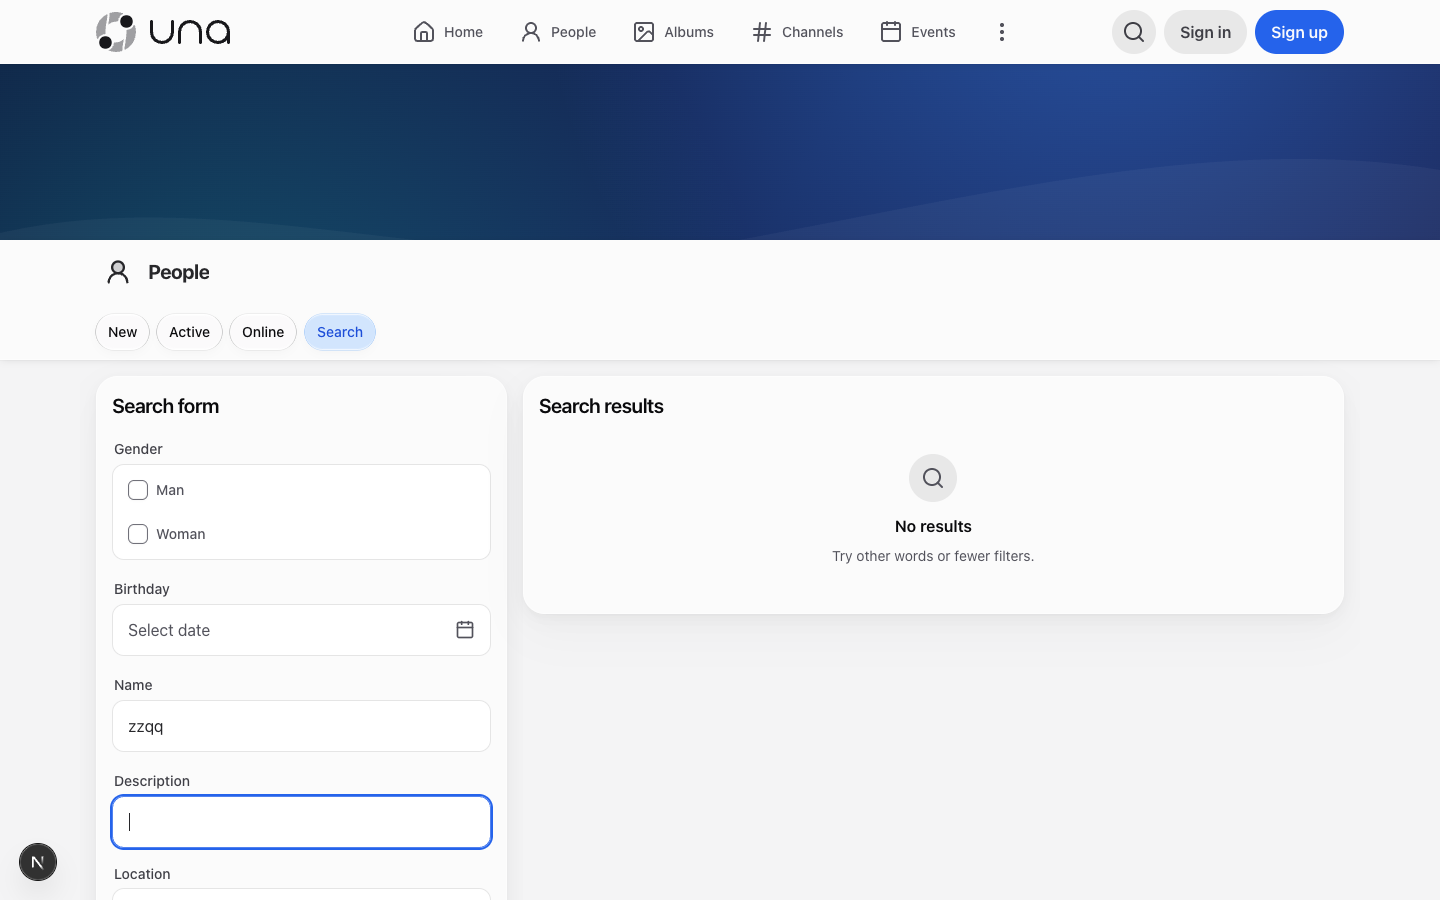 una
Home
People
Albums
Channels
Events
Sign in
Sign up
People
New
Active
Online
Search
Search form
Gender
Man
Woman
Birthday
Select date
Name
zzqq
Description
Location
Search results
No results
Try other words or fewer filters.
N